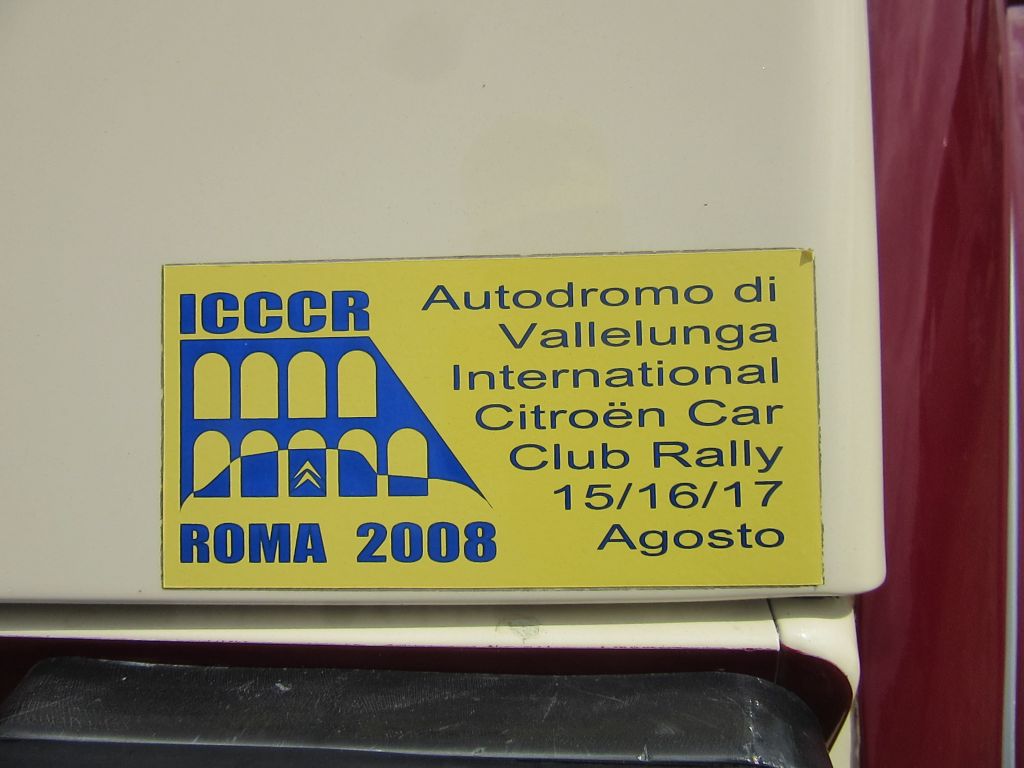 ICCCR
ROMA 2008
Autodromo di
Vallelunga
International
Citroën Car
Club Rally
15/16/17
Agosto